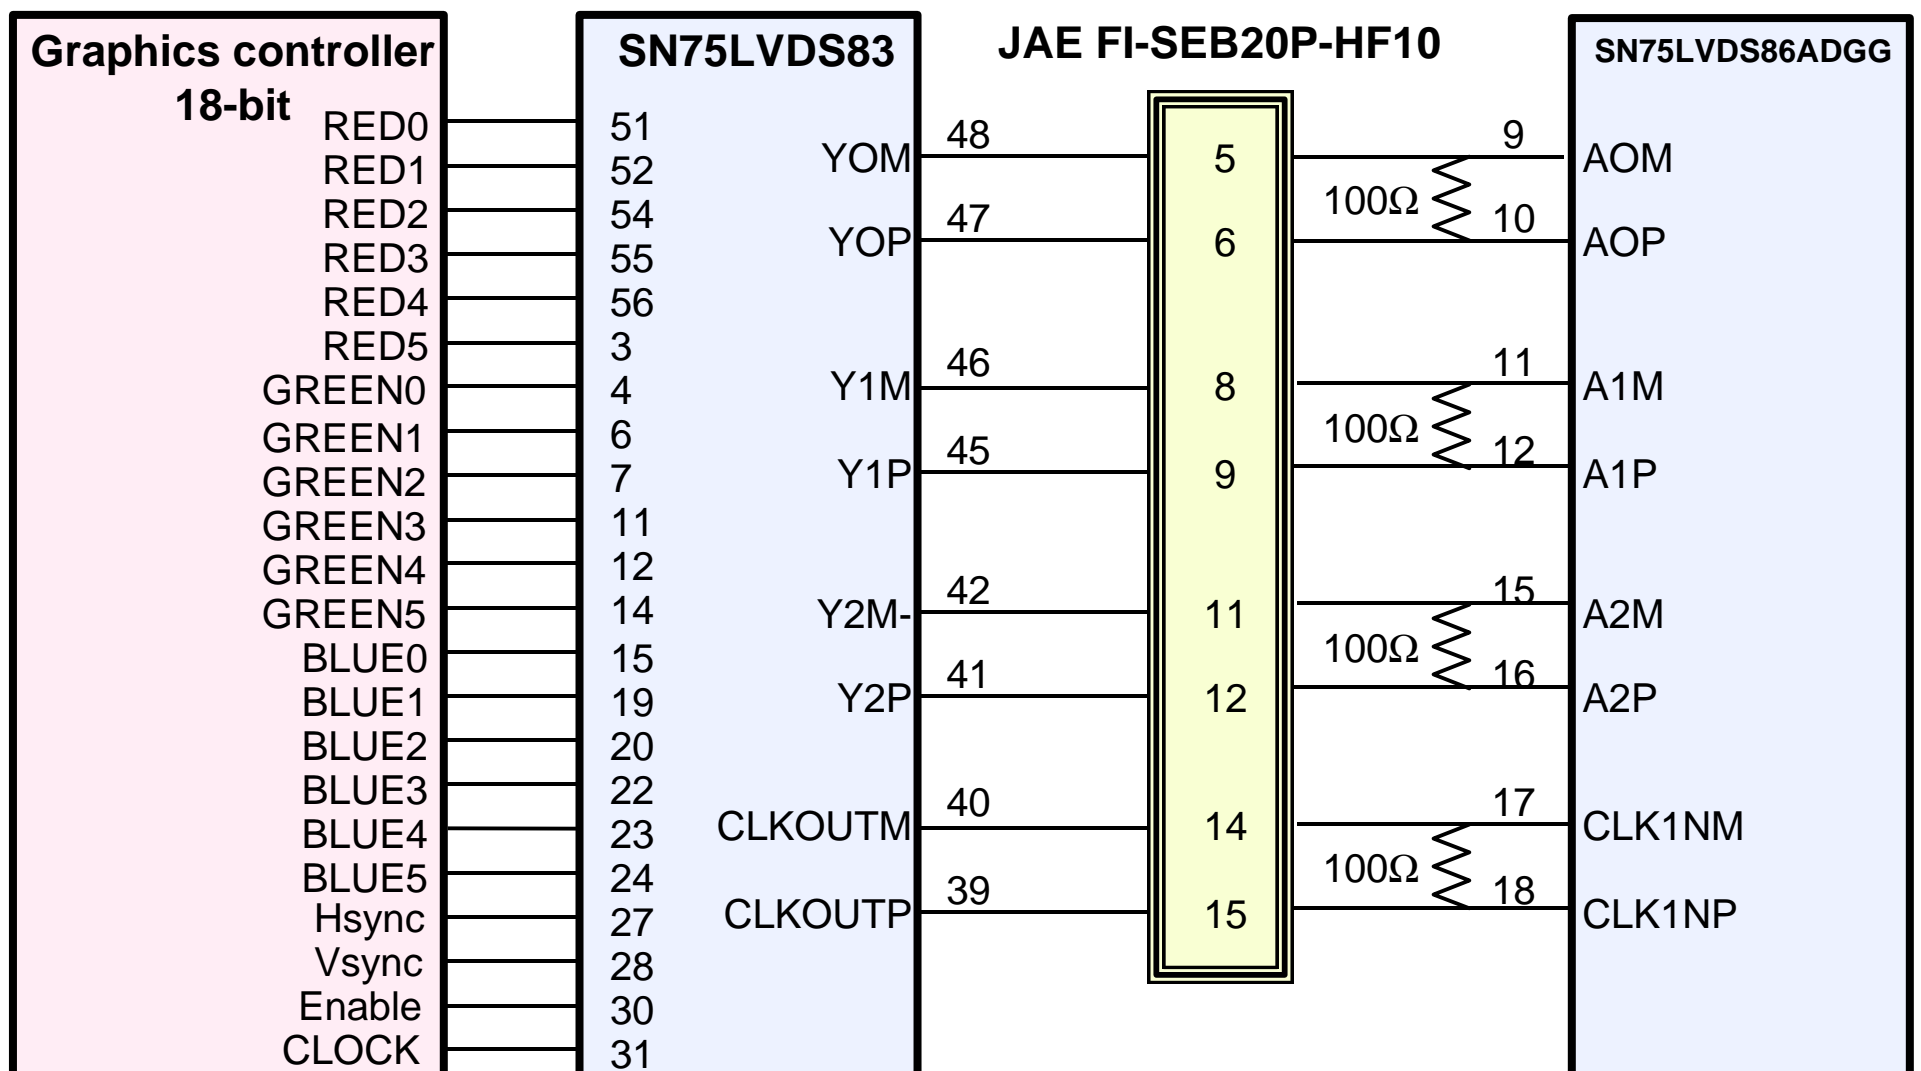 Graphics controller
18-bit
RED0
RED1
RED2
RED3
RED4
RED5
GREEN0
GREEN1
GREEN2
GREEN3
GREEN4
GREEN5
BLUE0
BLUE1
BLUE2
BLUE3
BLUE4
BLUE5
Hsync
Vsync
Enable
CLOCK
SN75LVDS83
51
52
54
55
56
3
4
6
7
11
12
14
15
19
20
22
23
24
27
28
30
31
YOM
YOP
Y1M
Y1P
Y2M-
Y2P
CLKOUTM
CLKOUTP
48
47
46
45
42
41
40
39
JAE FI-SEB20P-HF10
5
6
8
9
11
12
14
15
100Ω
100Ω
100Ω
100Ω
9
10
11
12
15
16
17
18
SN75LVDS86ADGG
AOM
AOP
A1M
A1P
A2M
A2P
CLK1NM
CLK1NP